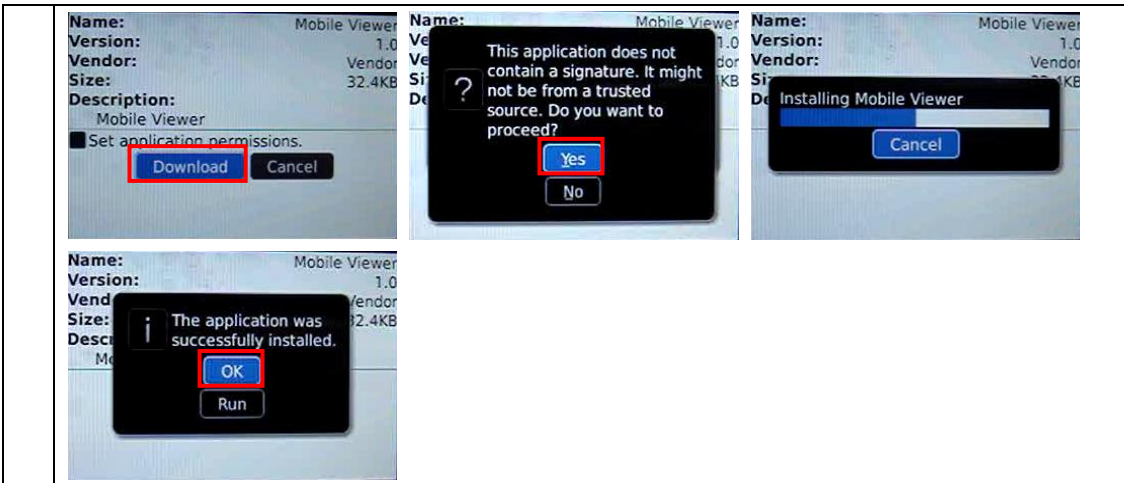 Name: Mobile Viewer
Version: 1.0
Vendor: Vendor
Size: 32.4KB
Description:
Mobile Viewer
Set application permissions.
Download Cancel
Name: Mobile Viewer
1.0
This application does not
contain a signature. It might
not be from a trusted
source. Do you want to
proceed?
Yes
No
Name: Mobile Viewer
Version: 1.0
Vendor: Vendor
Installing Mobile Viewer
Cancel
Name: Mobile Viewer
Version: 1.0
Size:
The application was
successfully installed.
OK
Run